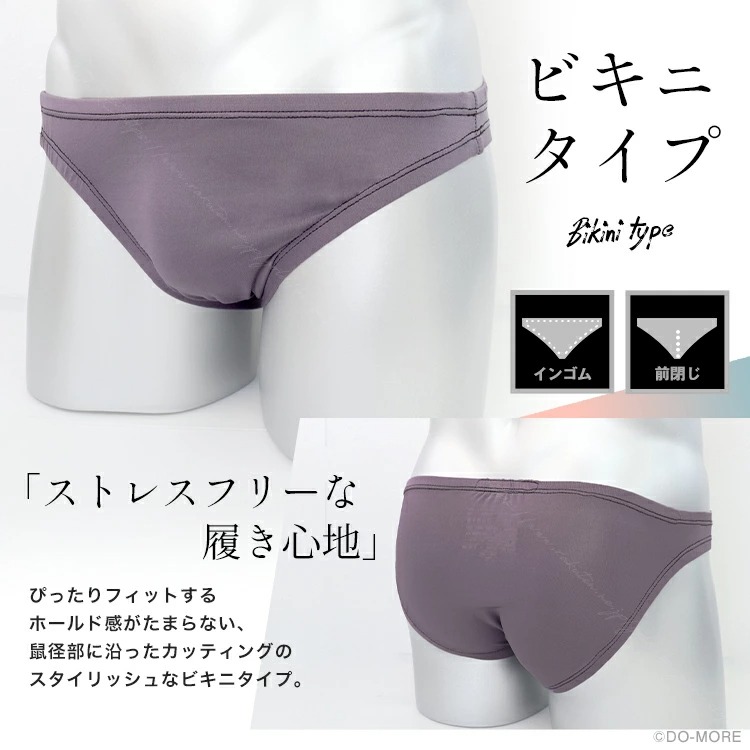 ビキニ
タイプ
Bikini type
インゴム
前閉じ
「ストレスフリーな
履き心地」
ぴったりフィットする
ホールド感がたまらない、
鼠径部に沿ったカッティングの
スタイリッシュなビキニタイプ。
©DO-MORE